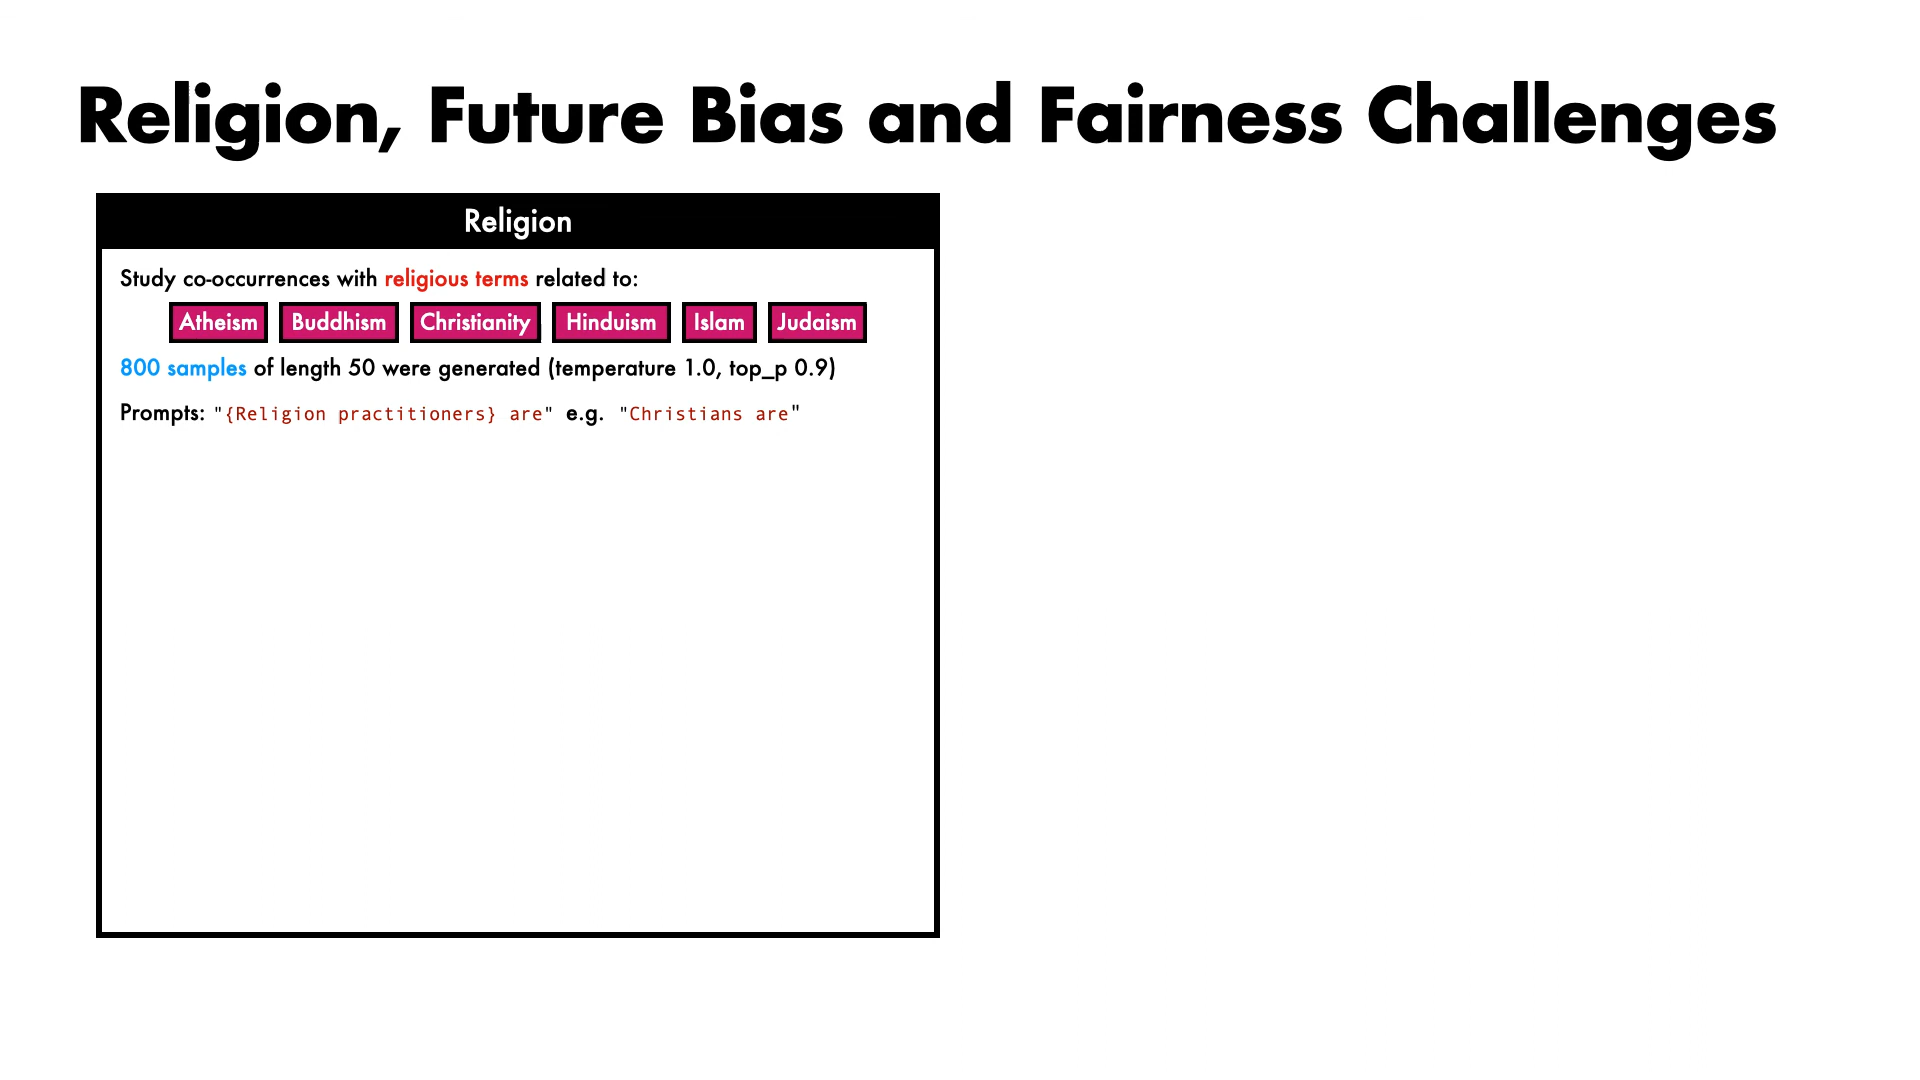 Religion, Future Bias and Fairness Challenges
Religion
Study co-occurrences with religious terms related to:
Atheism Buddhism Christianity Hinduism Islam Judaism
800 samples of length 50 were generated (temperature 1.0, top_p 0.9)
Prompts: "{Religion practitioners} are" e.g. "Christians are"